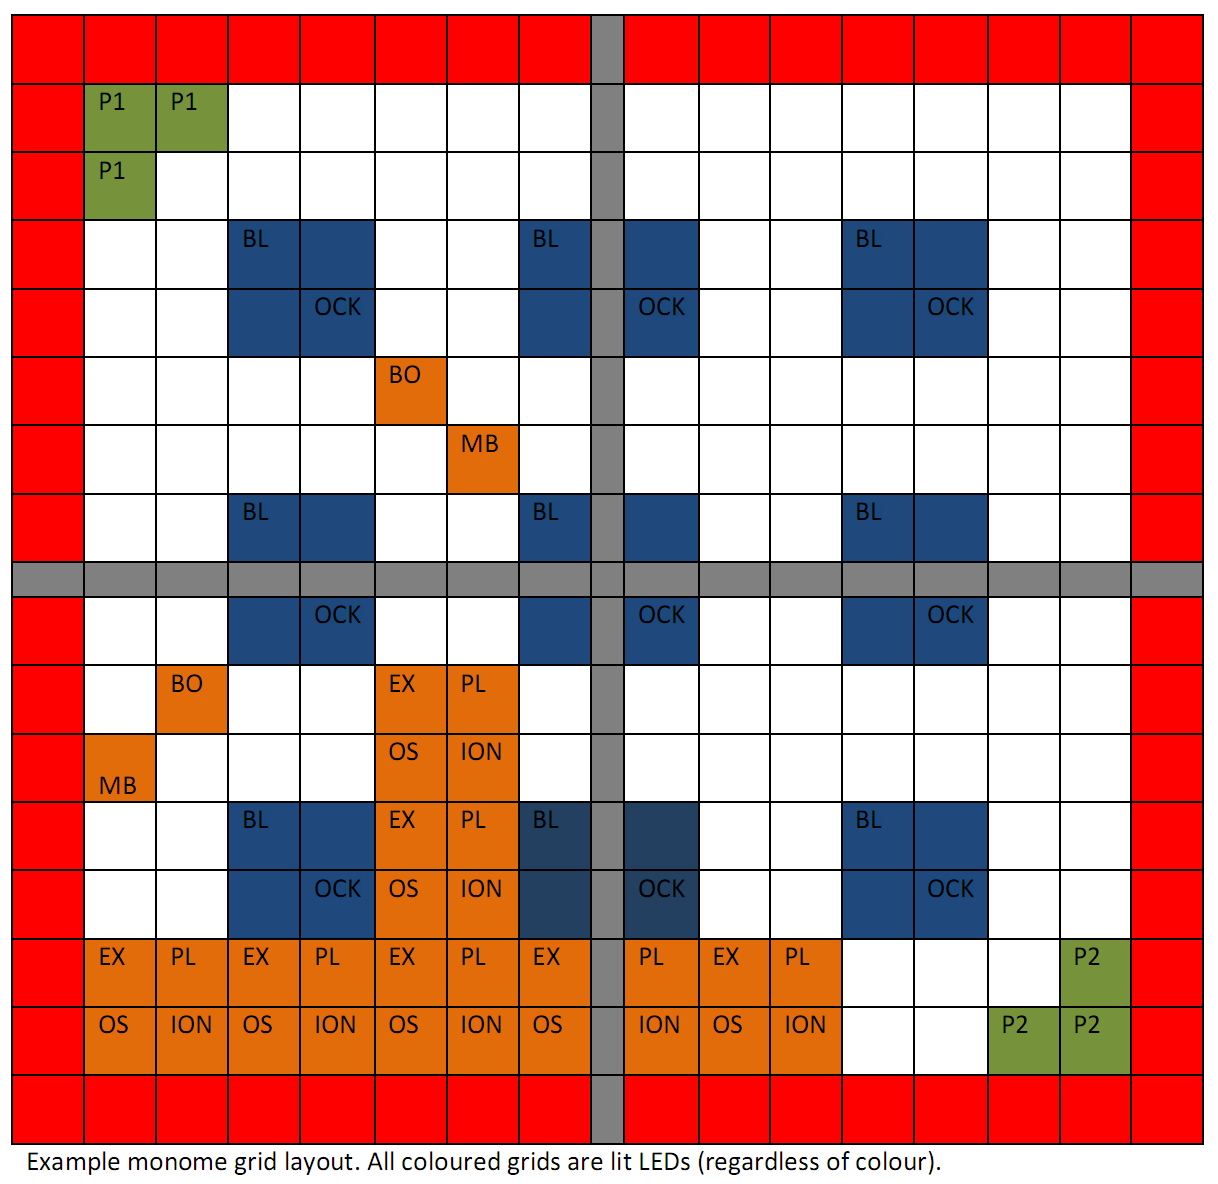 P1 P1
P1
BL BL BL
OCK OCK OCK
BO
MB
BL BL BL
OCK OCK OCK
BO EX PL
OS ION
MB
BL EX PL BL BL
OCK OS ION OCK OCK
EX PL EX PL EX PL EX PL EX PL P2
OS ION OS ION OS ION OS ION OS ION P2 P2
Example monome grid layout. All coloured grids are lit LEDs (regardless of colour).